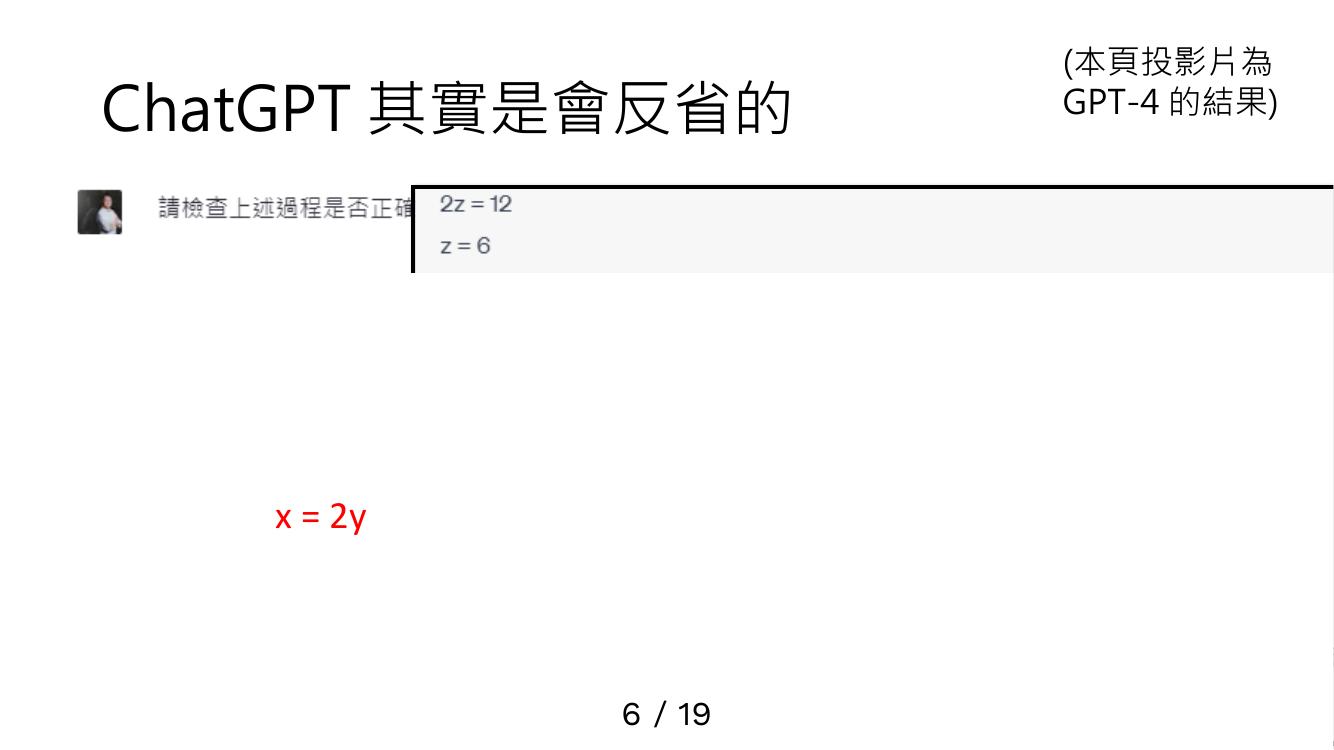 (本頁投影片為
GPT-4 的結果)
ChatGPT 其實是會反省的
請檢查上述過程是否正確
2z = 12
z = 6
x = 2y
6 / 19